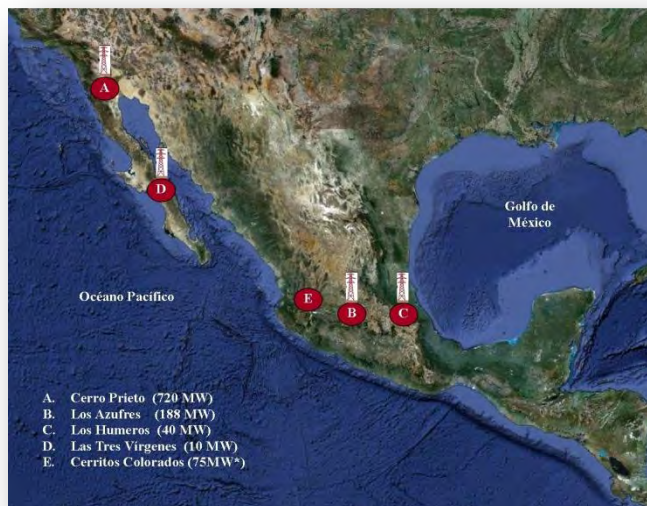 A
D
Golfo de
México
Océano Pacífico
E
B
C
A. Cerro Prieto (720 MW)
B. Los Azufres (188 MW)
C. Los Humeros (40 MW)
D. Las Tres Vírgenes (10 MW)
E. Cerritos Colorados (75MW*)